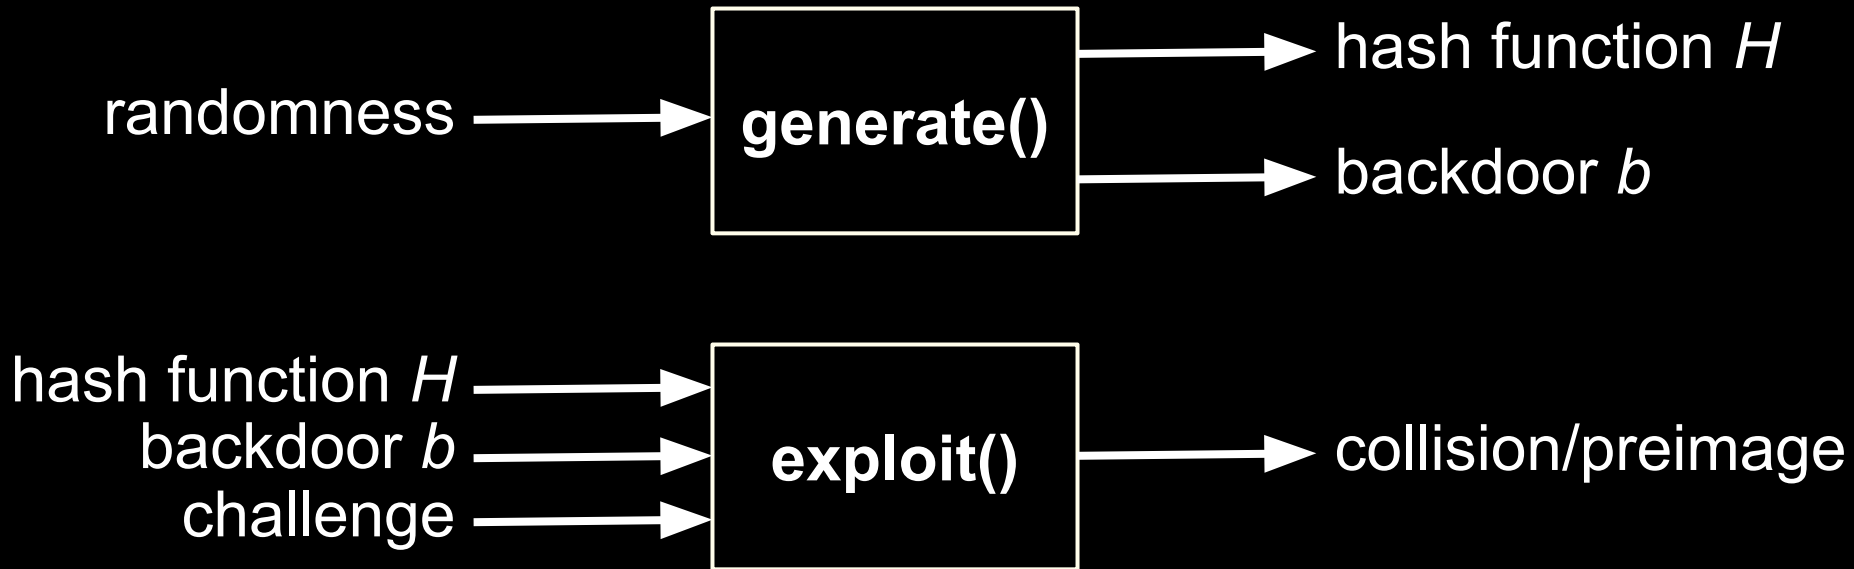 hash function H
randomness
generate()
backdoor b
hash function H
backdoor b
exploit()
collision/preimage
challenge